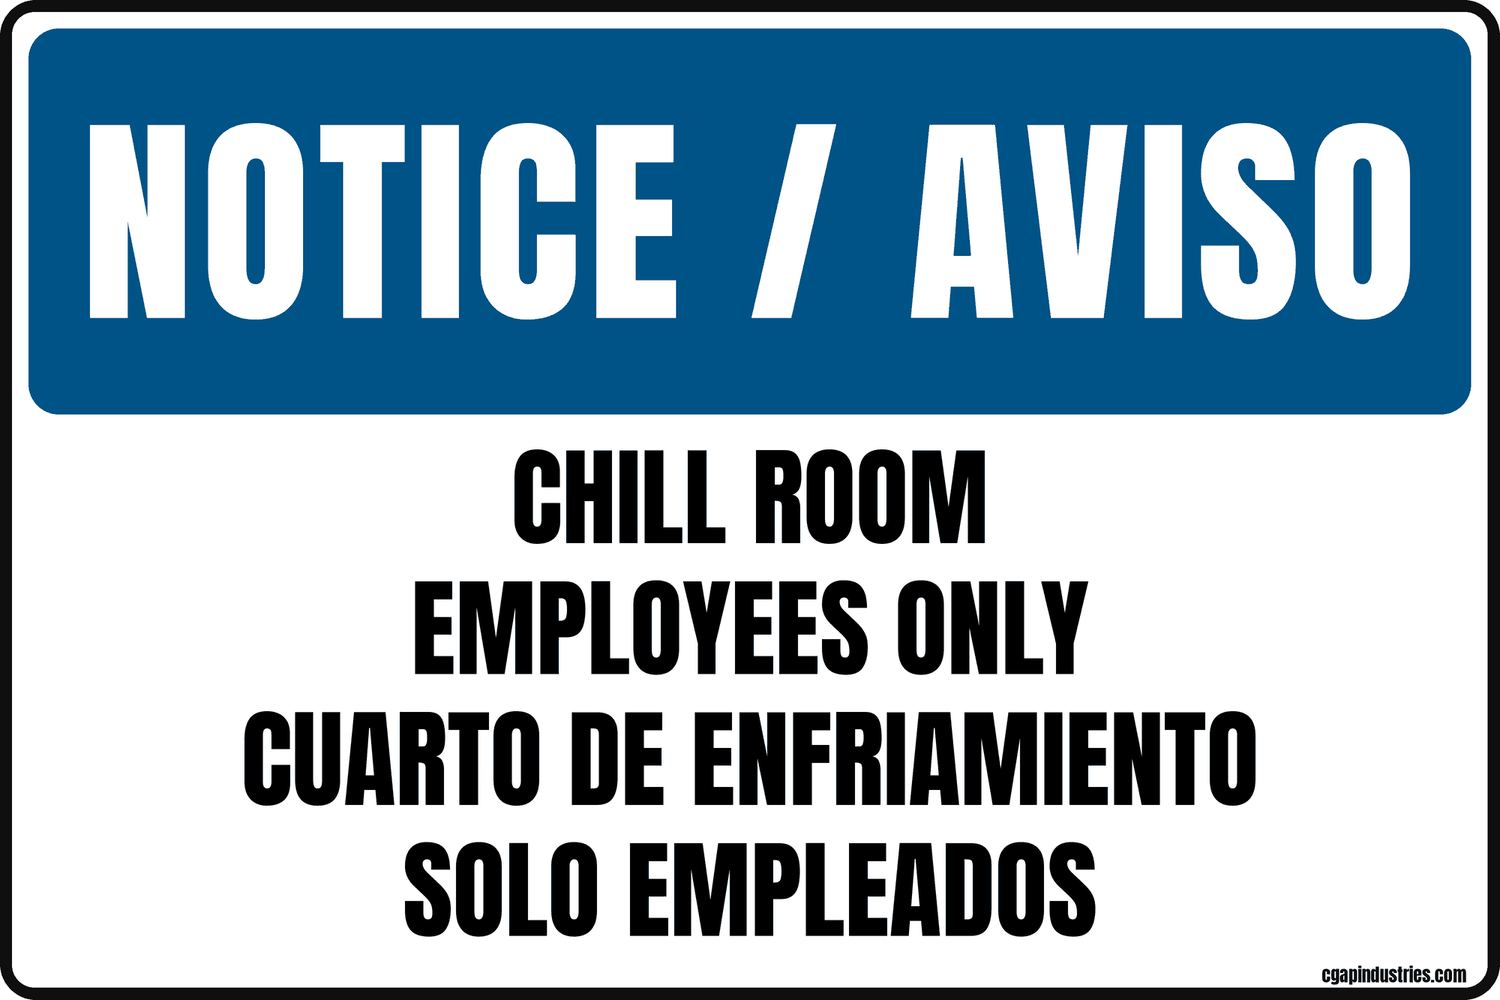 NOTICE / AVISO
CHILL ROOM
EMPLOYEES ONLY
CUARTO DE ENFRIAMIENTO
SOLO EMPLEADOS
cgapindustries.com